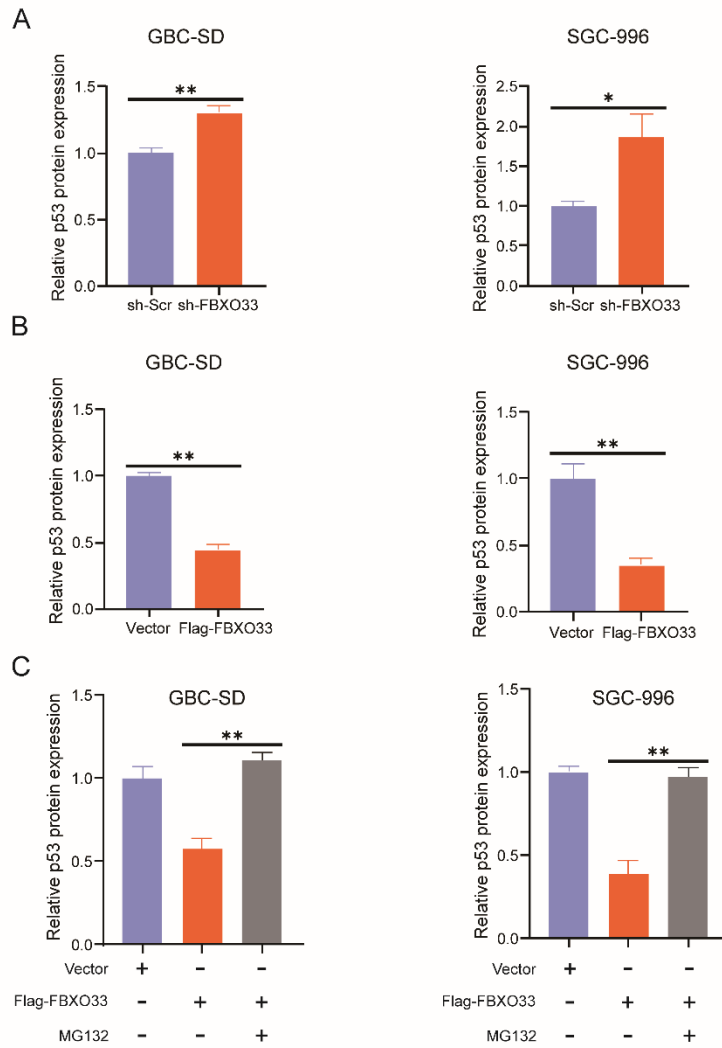 A
GBC-SD
SGC-996
Relative p53 protein expression
1.5
1.0
0.5
0.0
**
sh-Scr sh-FBXO33
Relative p53 protein expression
2.5
2.0
1.5
1.0
0.5
0.0
*
sh-Scr sh-FBXO33
B
GBC-SD
SGC-996
Relative p53 protein expression
1.5
1.0
0.5
0.0
**
Vector Flag-FBXO33
Relative p53 protein expression
1.5
1.0
0.5
0.0
**
Vector Flag-FBXO33
C
GBC-SD
Relative p53 protein expression
1.5
1.0
0.5
0.0
**
Vector + - -
Flag-FBXO33 - + +
MG132 - - +
SGC-996
Relative p53 protein expression
1.5
1.0
0.5
0.0
**
Vector + - -
Flag-FBXO33 - + +
MG132 - - +